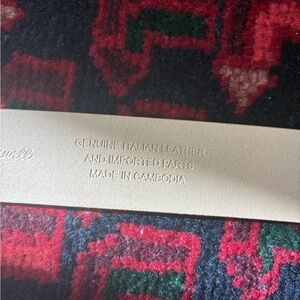 GENUINE ITALIAN LEATHER
AND IMPORTED PARTS
MADE IN CAMBODIA